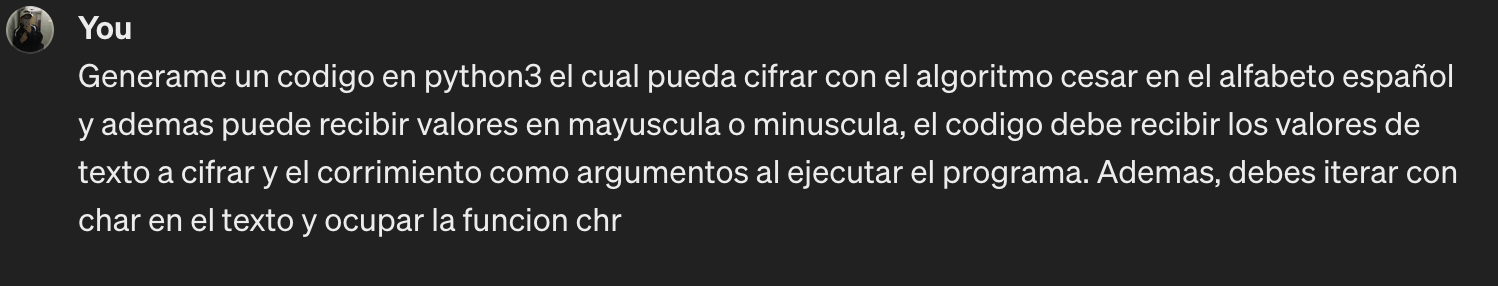 You
Generame un codigo en python3 el cual pueda cifrar con el algoritmo cesar en el alfabeto español
y ademas puede recibir valores en mayuscula o minuscula, el codigo debe recibir los valores de
texto a cifrar y el corrimiento como argumentos al ejecutar el programa. Ademas, debes iterar con
char en el texto y ocupar la funcion chr